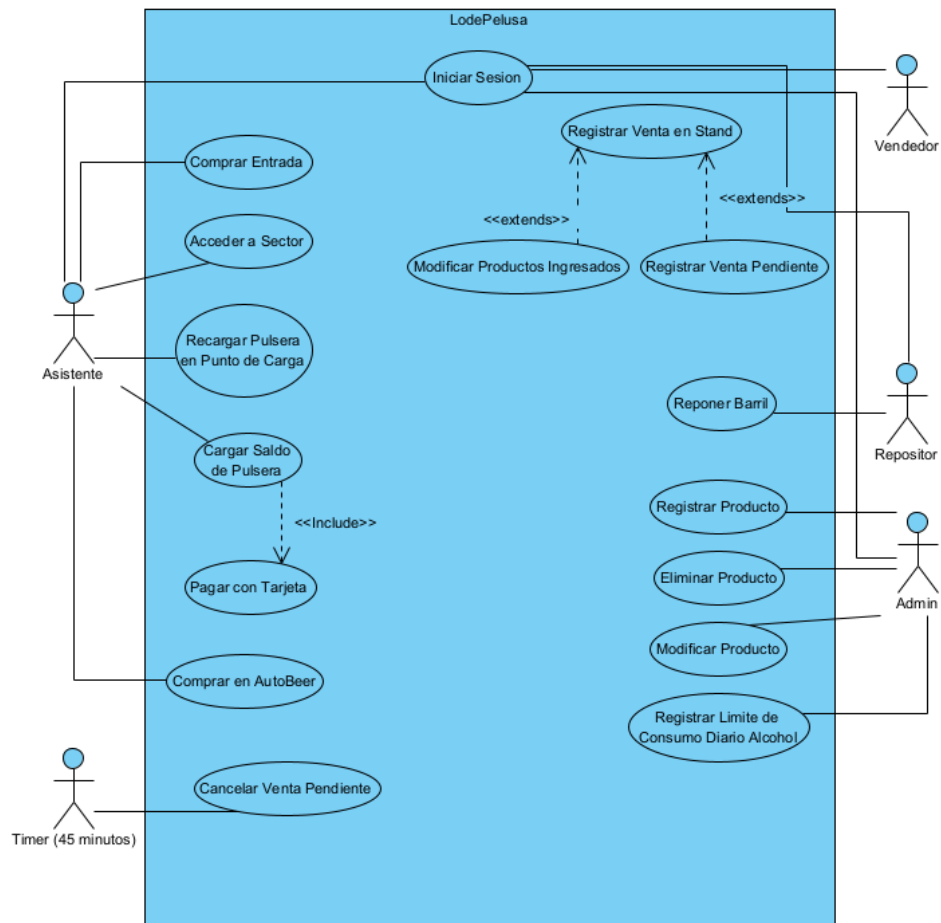 LodePelusa
Iniciar Sesion
Vendedor
Registrar Venta en Stand
Comprar Entrada
<<extends>>
<<extends>>
Acceder a Sector
Modificar Productos Ingresados
Registrar Venta Pendiente
Asistente
Recargar Pulsera
en Punto de Carga
Reponer Barril
Repositor
Cargar Saldo
de Pulsera
Registrar Producto
<<Include>>
Pagar con Tarjeta
Eliminar Producto
Admin
Modificar Producto
Comprar en AutoBeer
Registrar Limite de
Consumo Diario Alcohol
Cancelar Venta Pendiente
Timer (45 minutos)